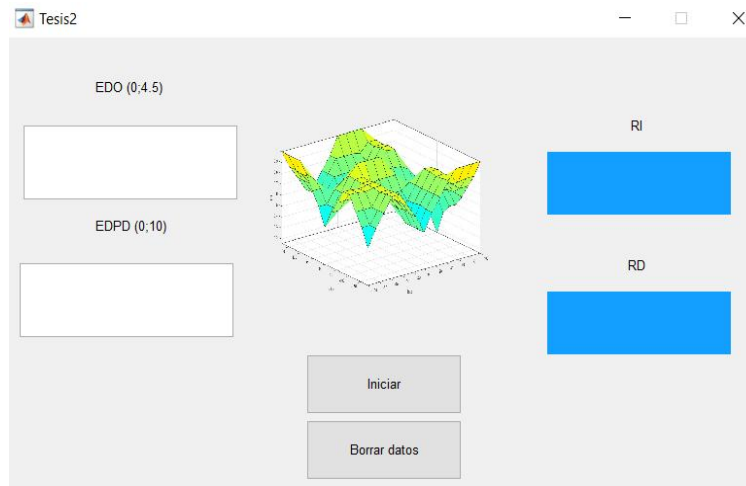 Tesis2
EDO (0;4.5)
EDPD (0;10)
RI
RD
Iniciar
Borrar datos